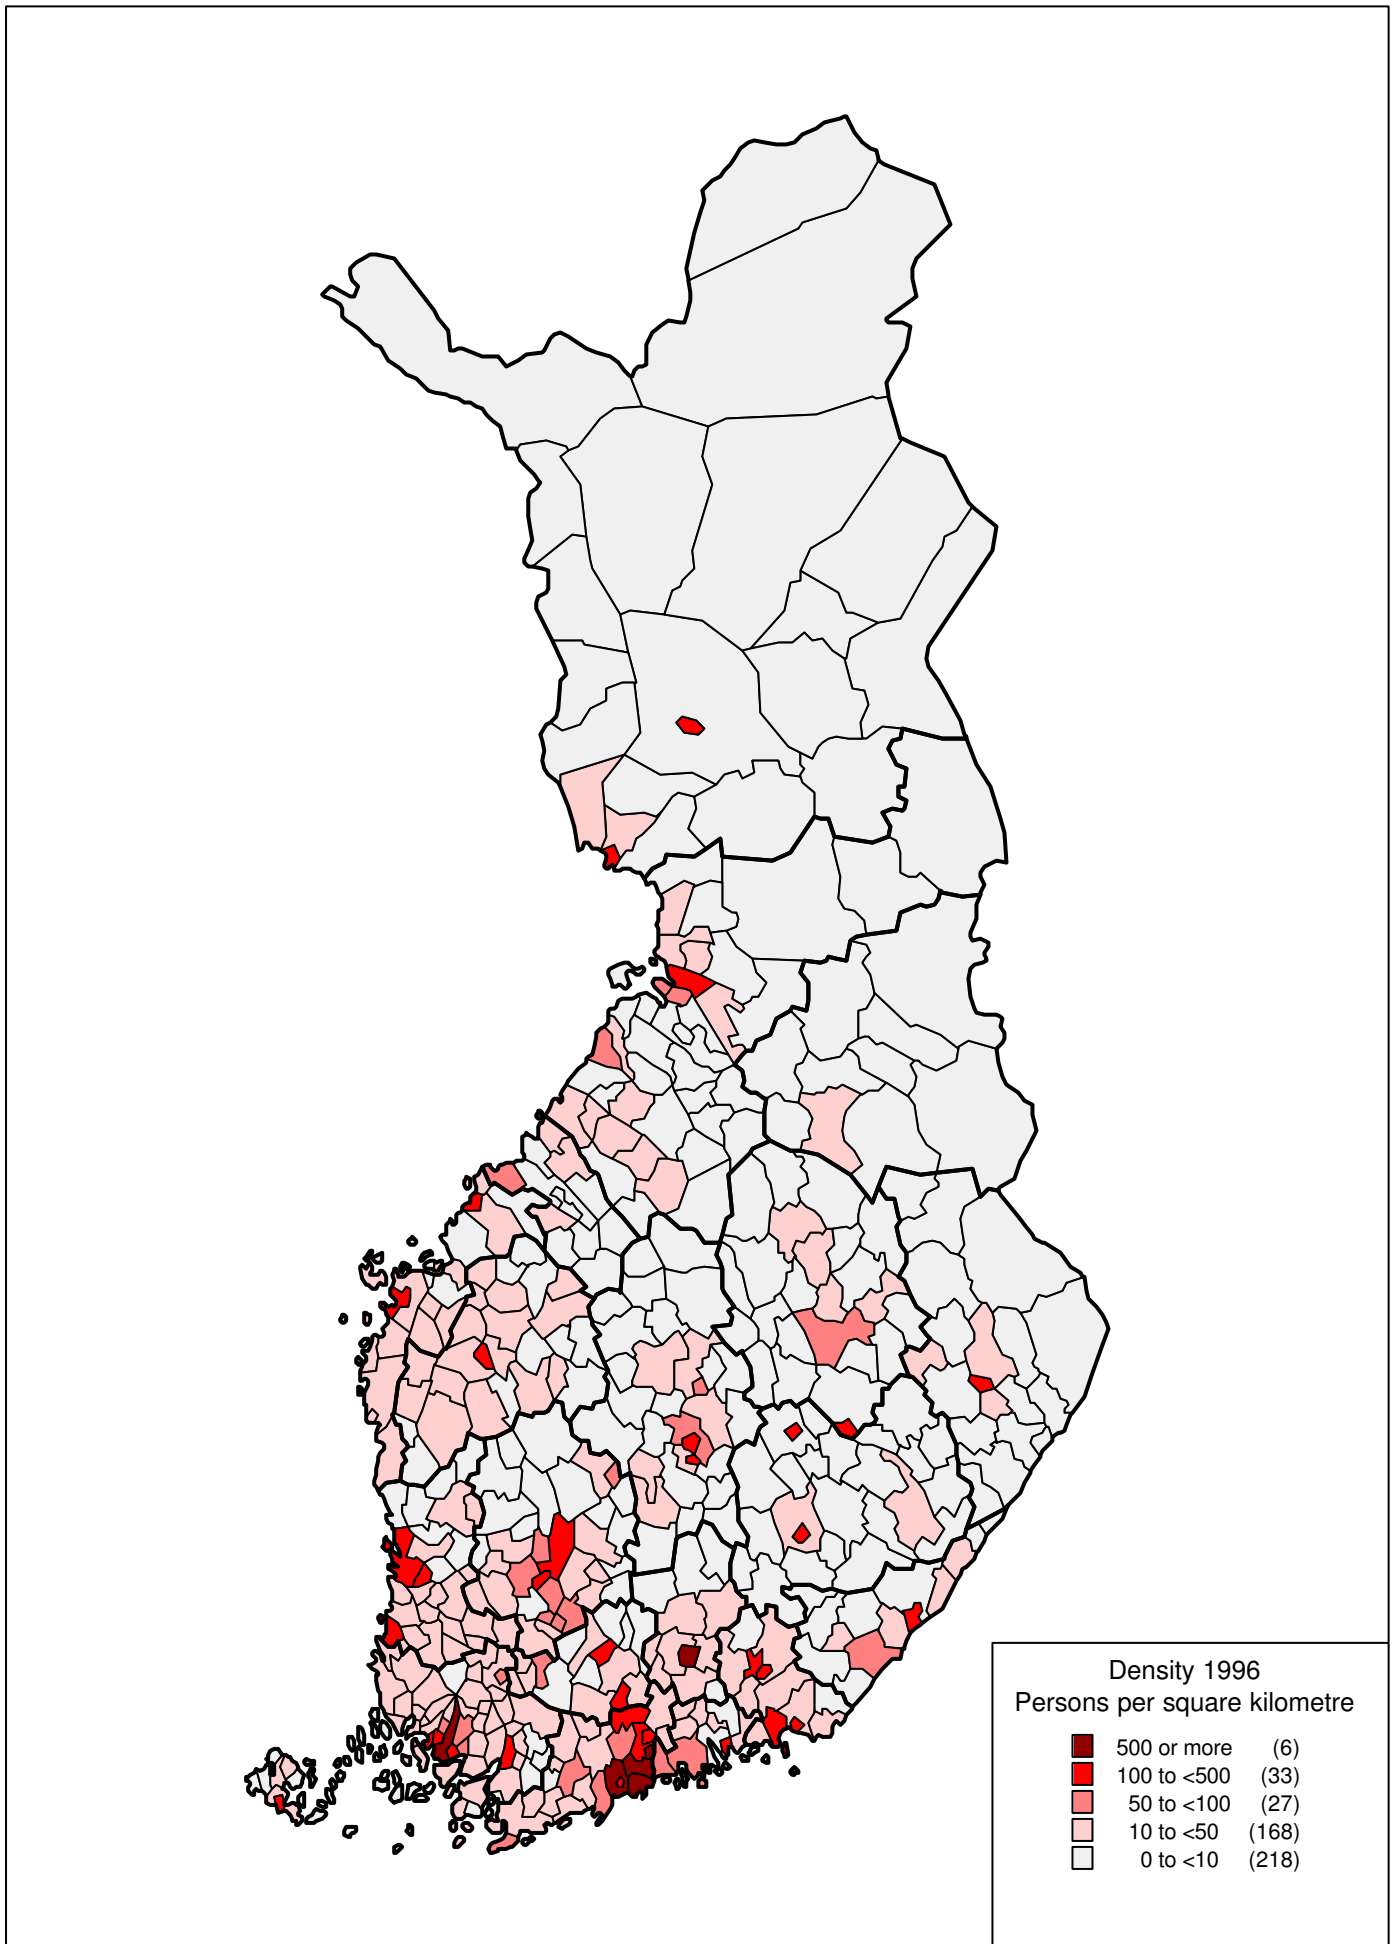 Density 1996
Persons per square kilometre
500 or more (6)
100 to <500 (33)
50 to <100 (27)
10 to <50 (168)
0 to <10 (218)